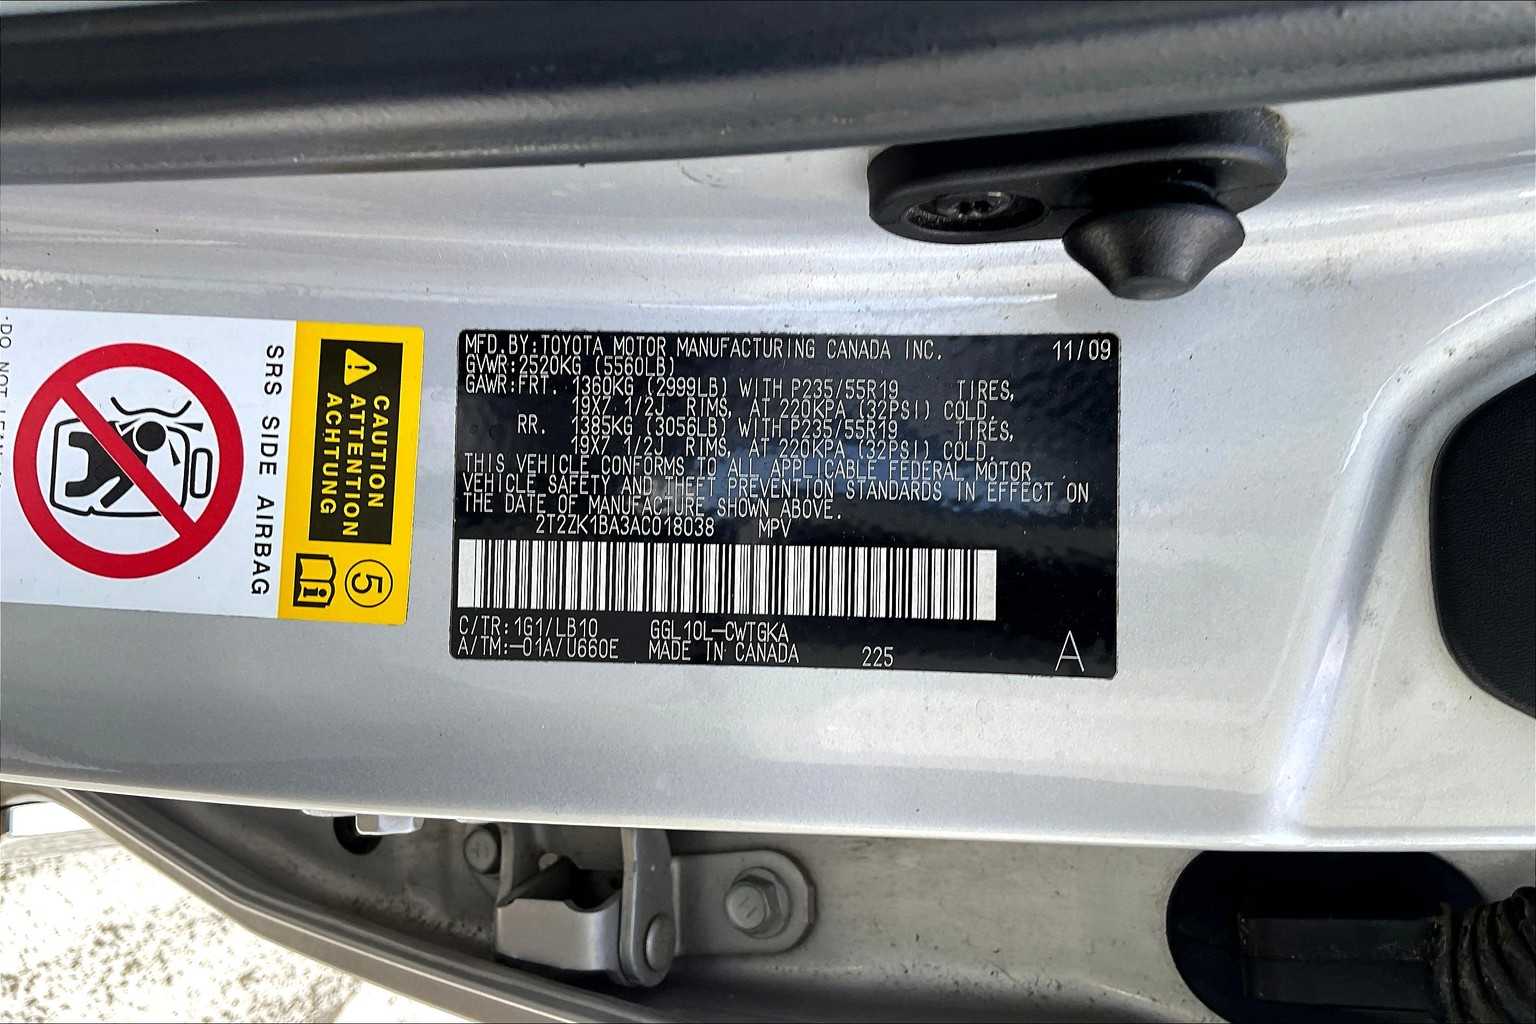 MFD.BY:TOYOTA MOTOR MANUFACTURING CANADA INC. 11/09
GVWR:2520KG (5560LB)
GAWR:FRT. 1360KG (2999LB) WITH P235/55R19 TIRES,
19X7 1/2J RIMS, AT 220KPA (32PSI) COLD.
RR. 1385KG (3056LB) WITH P235/55R19 TIRES,
19X7 1/2J RIMS, AT 220KPA (32PSI) COLD.
THIS VEHICLE CONFORMS TO ALL APPLICABLE FEDERAL MOTOR
VEHICLE SAFETY AND THEFT PREVENTION STANDARDS IN EFFECT ON
THE DATE OF MANUFACTURE SHOWN ABOVE.
2T2ZK1BA3AC018038 MPV
C/TR:1G1/LB10 GGL10L-CWTGKA
A/TM:-01A/U660E MADE IN CANADA 225 A
CAUTION
ATTENTION
ACHTUNG
5
i
SRS SIDE AIRBAG
·DO NOT LEAN